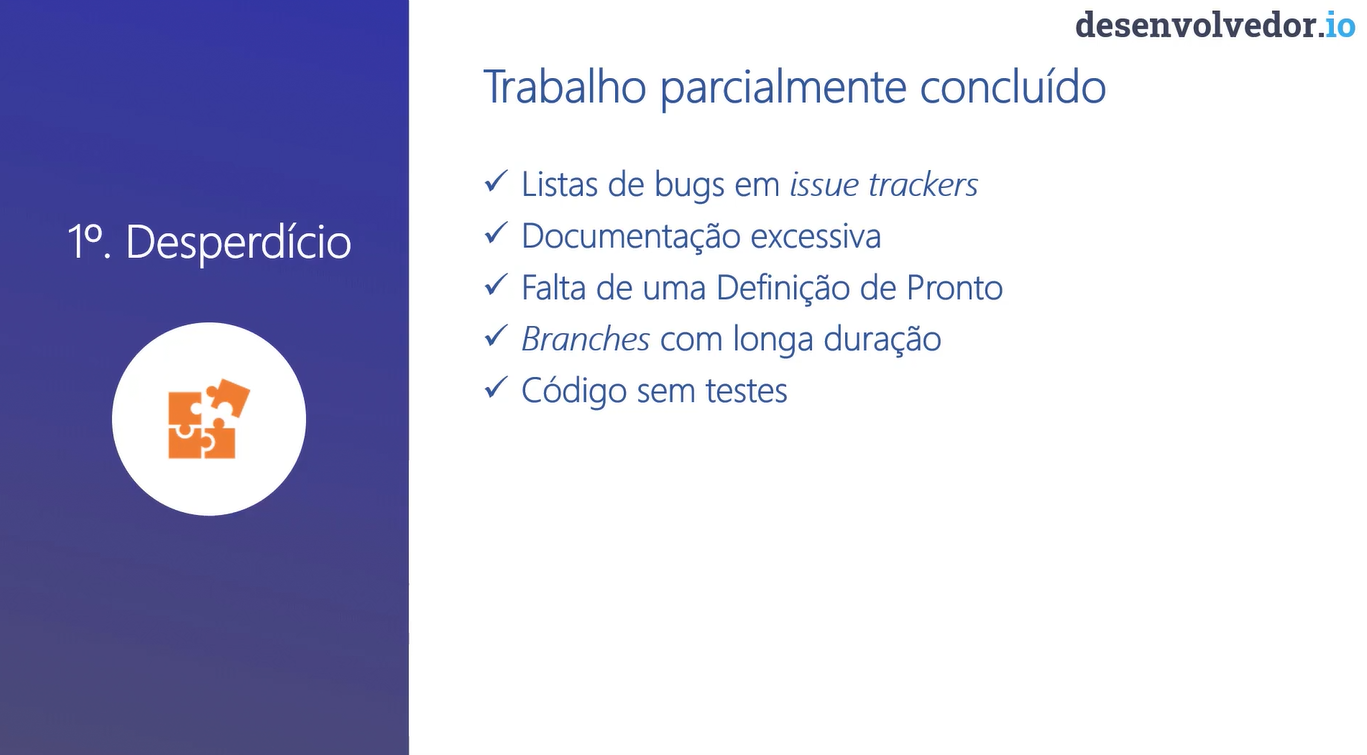 desenvolvedor.io
Trabalho parcialmente concluído
1º. Desperdício
✓ Listas de bugs em issue trackers
✓ Documentação excessiva
✓ Falta de uma Definição de Pronto
✓ Branches com longa duração
✓ Código sem testes